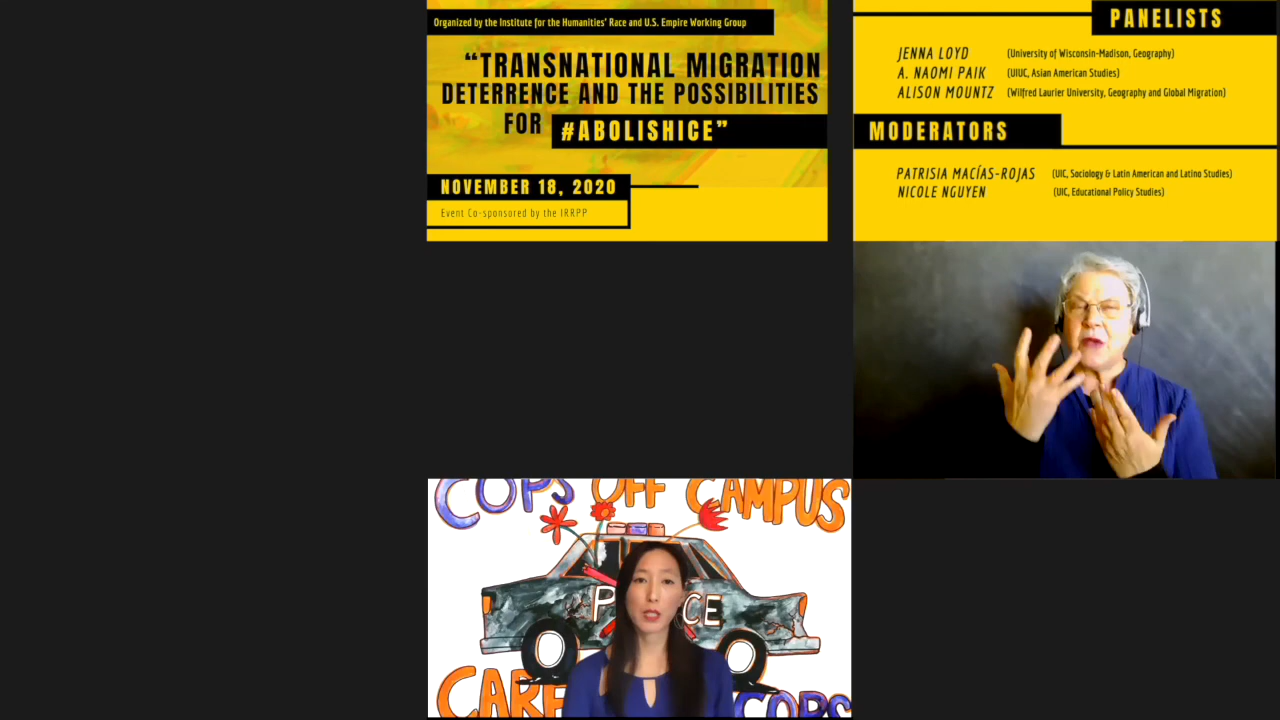 Organized by the Institute for the Humanities' Race and U.S. Empire Working Group
“TRANSNATIONAL MIGRATION
DETERRENCE AND THE POSSIBILITIES
FOR #ABOLISHICE”
NOVEMBER 18, 2020
Event Co-sponsored by the IRRPP
PANELISTS
JENNA LOYD (University of Wisconsin-Madison, Geography)
A. NAOMI PAIK (UIUC, Asian American Studies)
ALISON MOUNTZ (Wilfred Laurier University, Geography and Global Migration)
MODERATORS
PATRISIA MACÍAS-ROJAS (UIC, Sociology & Latin American and Latino Studies)
NICOLE NGUYEN (UIC, Educational Policy Studies)
COPS OFF CAMPUS
P CE
CARE COPS